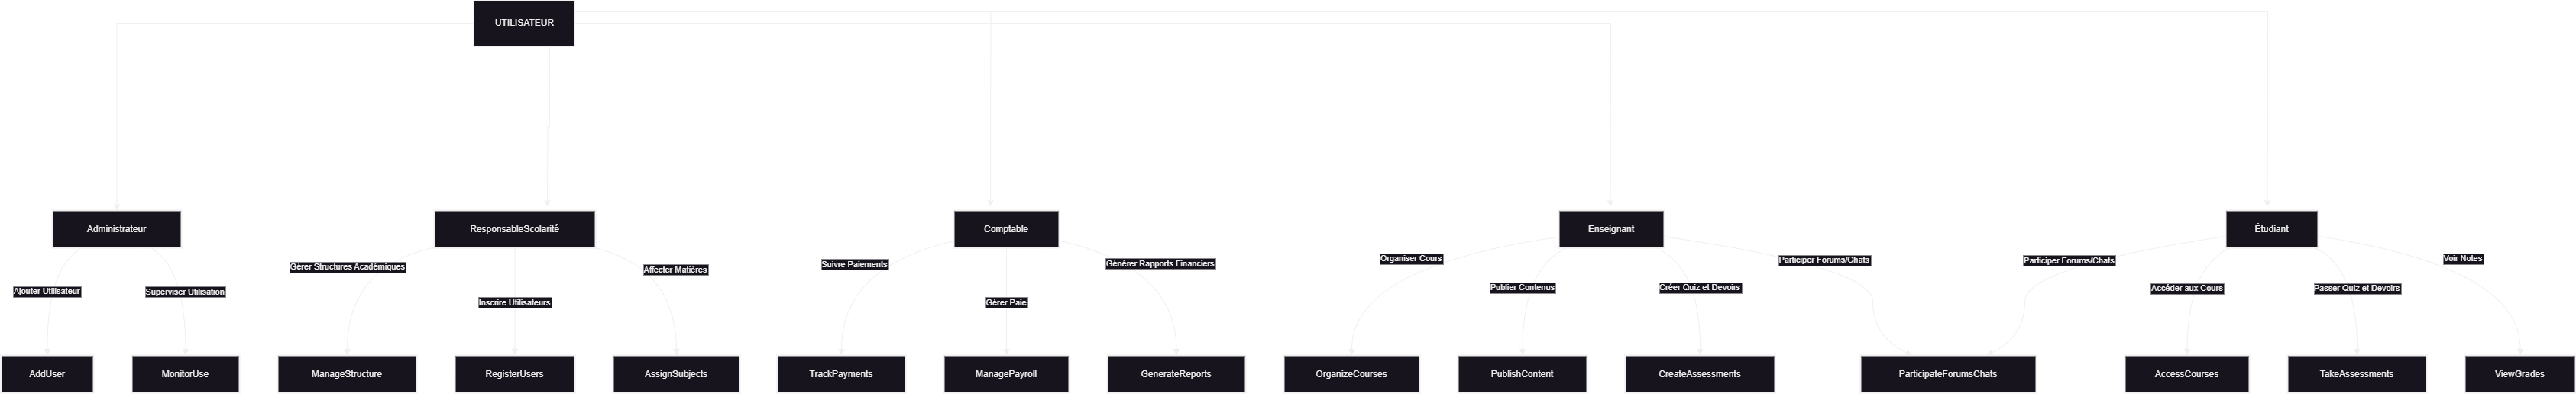 UTILISATEUR
Administrateur
ResponsableScolarité
Comptable
Enseignant
Étudiant
Ajouter Utilisateur
Superviser Utilisation
Gérer Structures Académiques
Inscrire Utilisateurs
Affecter Matières
Suivre Paiements
Gérer Paie
Générer Rapports Financiers
Organiser Cours
Publier Contenus
Créer Quiz et Devoirs
Participer Forums/Chats
Participer Forums/Chats
Accéder aux Cours
Passer Quiz et Devoirs
Voir Notes
AddUser
MonitorUse
ManageStructure
RegisterUsers
AssignSubjects
TrackPayments
ManagePayroll
GenerateReports
OrganizeCourses
PublishContent
CreateAssessments
ParticipateForumsChats
AccessCourses
TakeAssessments
ViewGrades